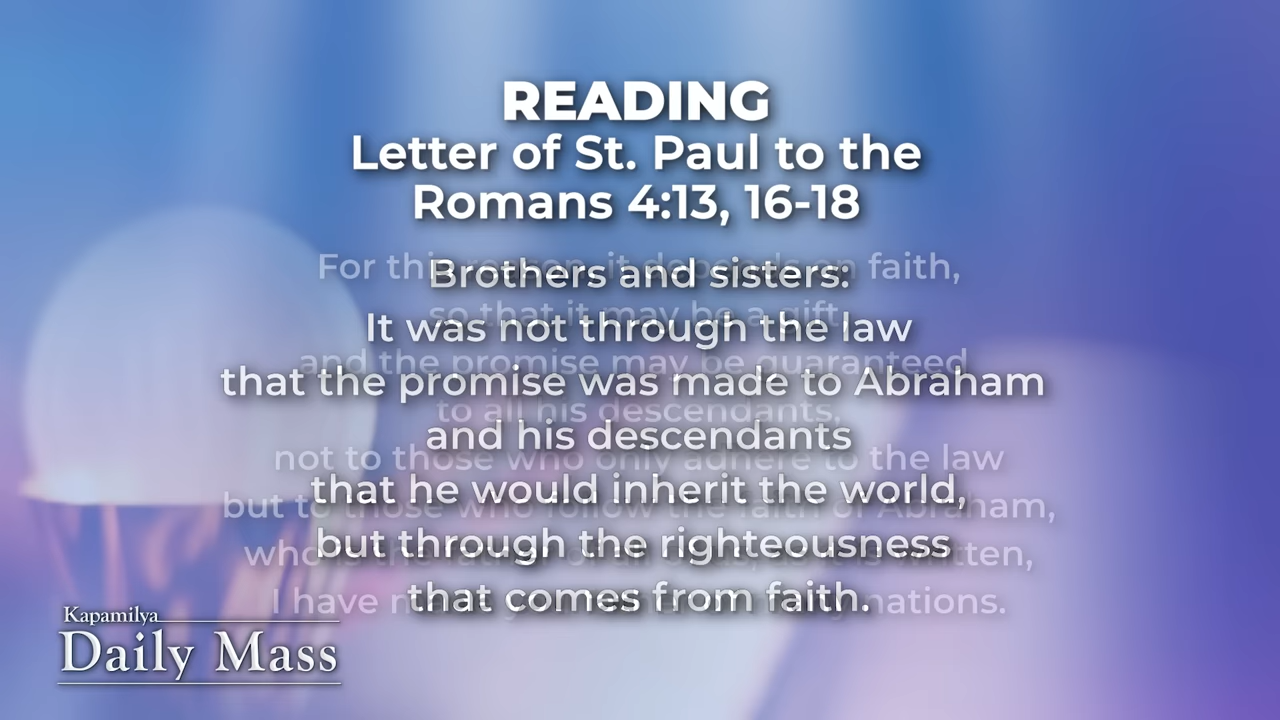 READING
Letter of St. Paul to the
Romans 4:13, 16-18
Brothers and sisters:
It was not through the law
that the promise was made to Abraham
and his descendants
that he would inherit the world,
but through the righteousness
that comes from faith.
For this reason, it depends on faith,
so that it may be a gift,
and the promise may be guaranteed
to all his descendants.
not to those who only adhere to the law
but to those who follow the faith of Abraham,
who is the father of all of us, as it is written,
I have nations.
Kapamilya
Daily Mass